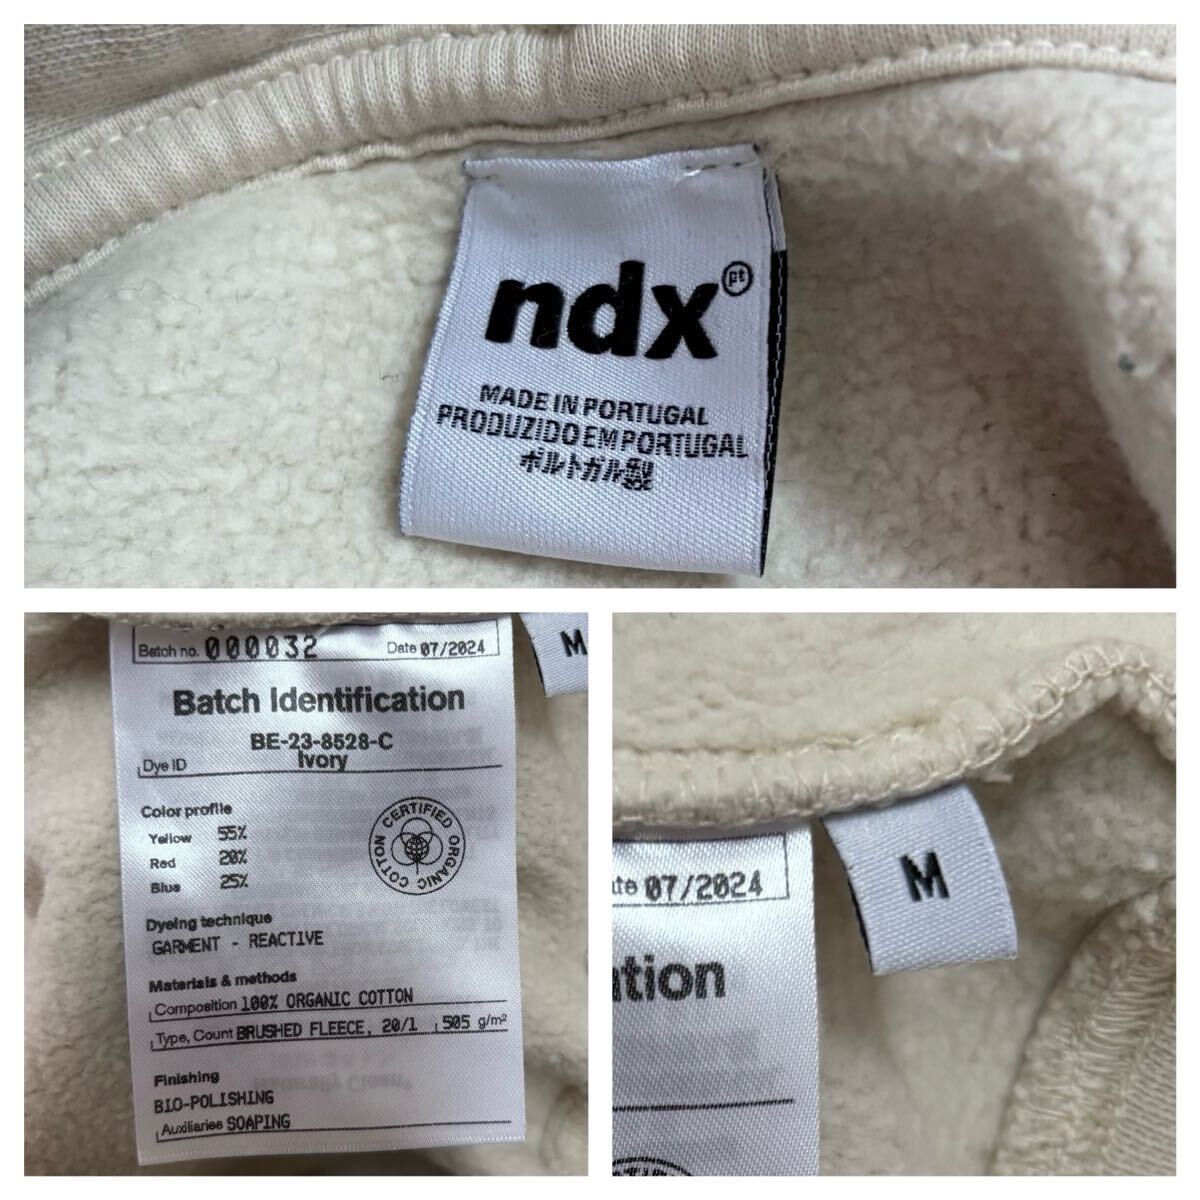 ndx pt
MADE IN PORTUGAL
PRODUZIDO EM PORTUGAL
ポルトガル製
Batch no. 000032 Date 07/2024
Batch Identification
BE-23-8528-C
Dye ID Ivory
Color profile
Yellow 55%
Red 20%
Blue 25%
CERTIFIED ORGANIC COTTON
Dyeing technique
GARMENT - REACTIVE
Materials & methods
Composition 100% ORGANIC COTTON
Type, Count BRUSHED FLEECE, 20/1 505 g/m²
Finishing
BIO-POLISHING
Auxiliaries SOAPING
M
07/2024
M